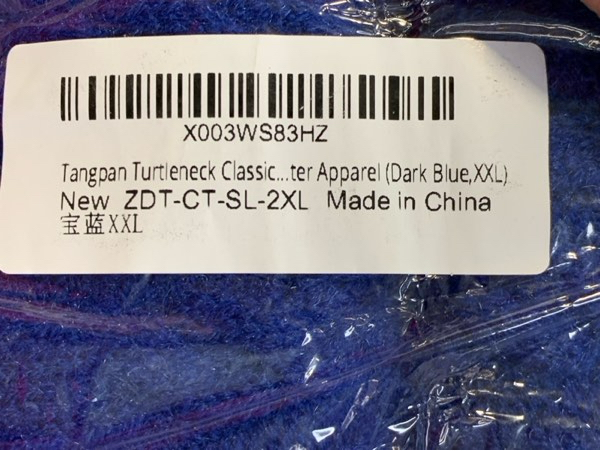 X003WS83HZ
Tangpan Turtleneck Classic...ter Apparel (Dark Blue,XXL)
New ZDT-CT-SL-2XL Made in China
宝蓝XXL